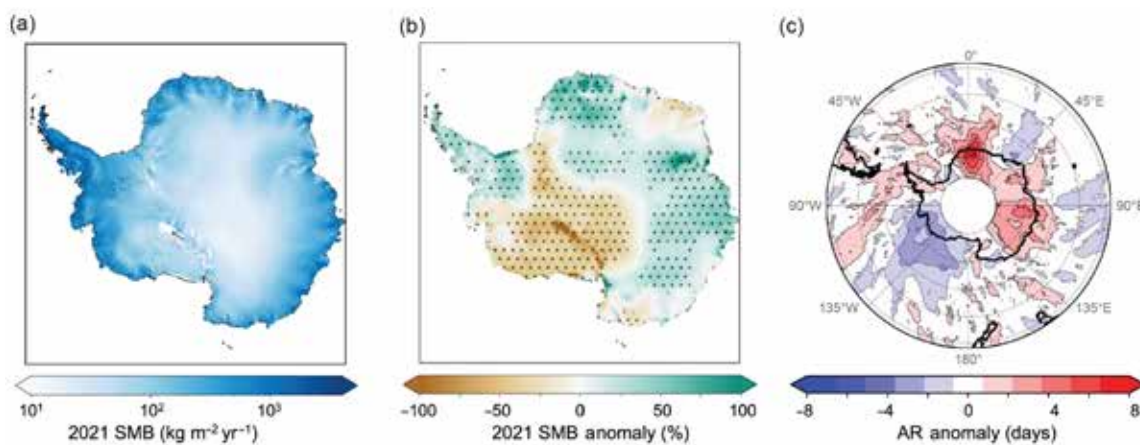 (a)
(b)
(c)
0°
45°W
45°E
90°W
90°E
135°W
135°E
180°
10¹ 10² 10³
2021 SMB (kg m⁻² yr⁻¹)
−100 −50 0 50 100
2021 SMB anomaly (%)
−8 −4 0 4 8
AR anomaly (days)